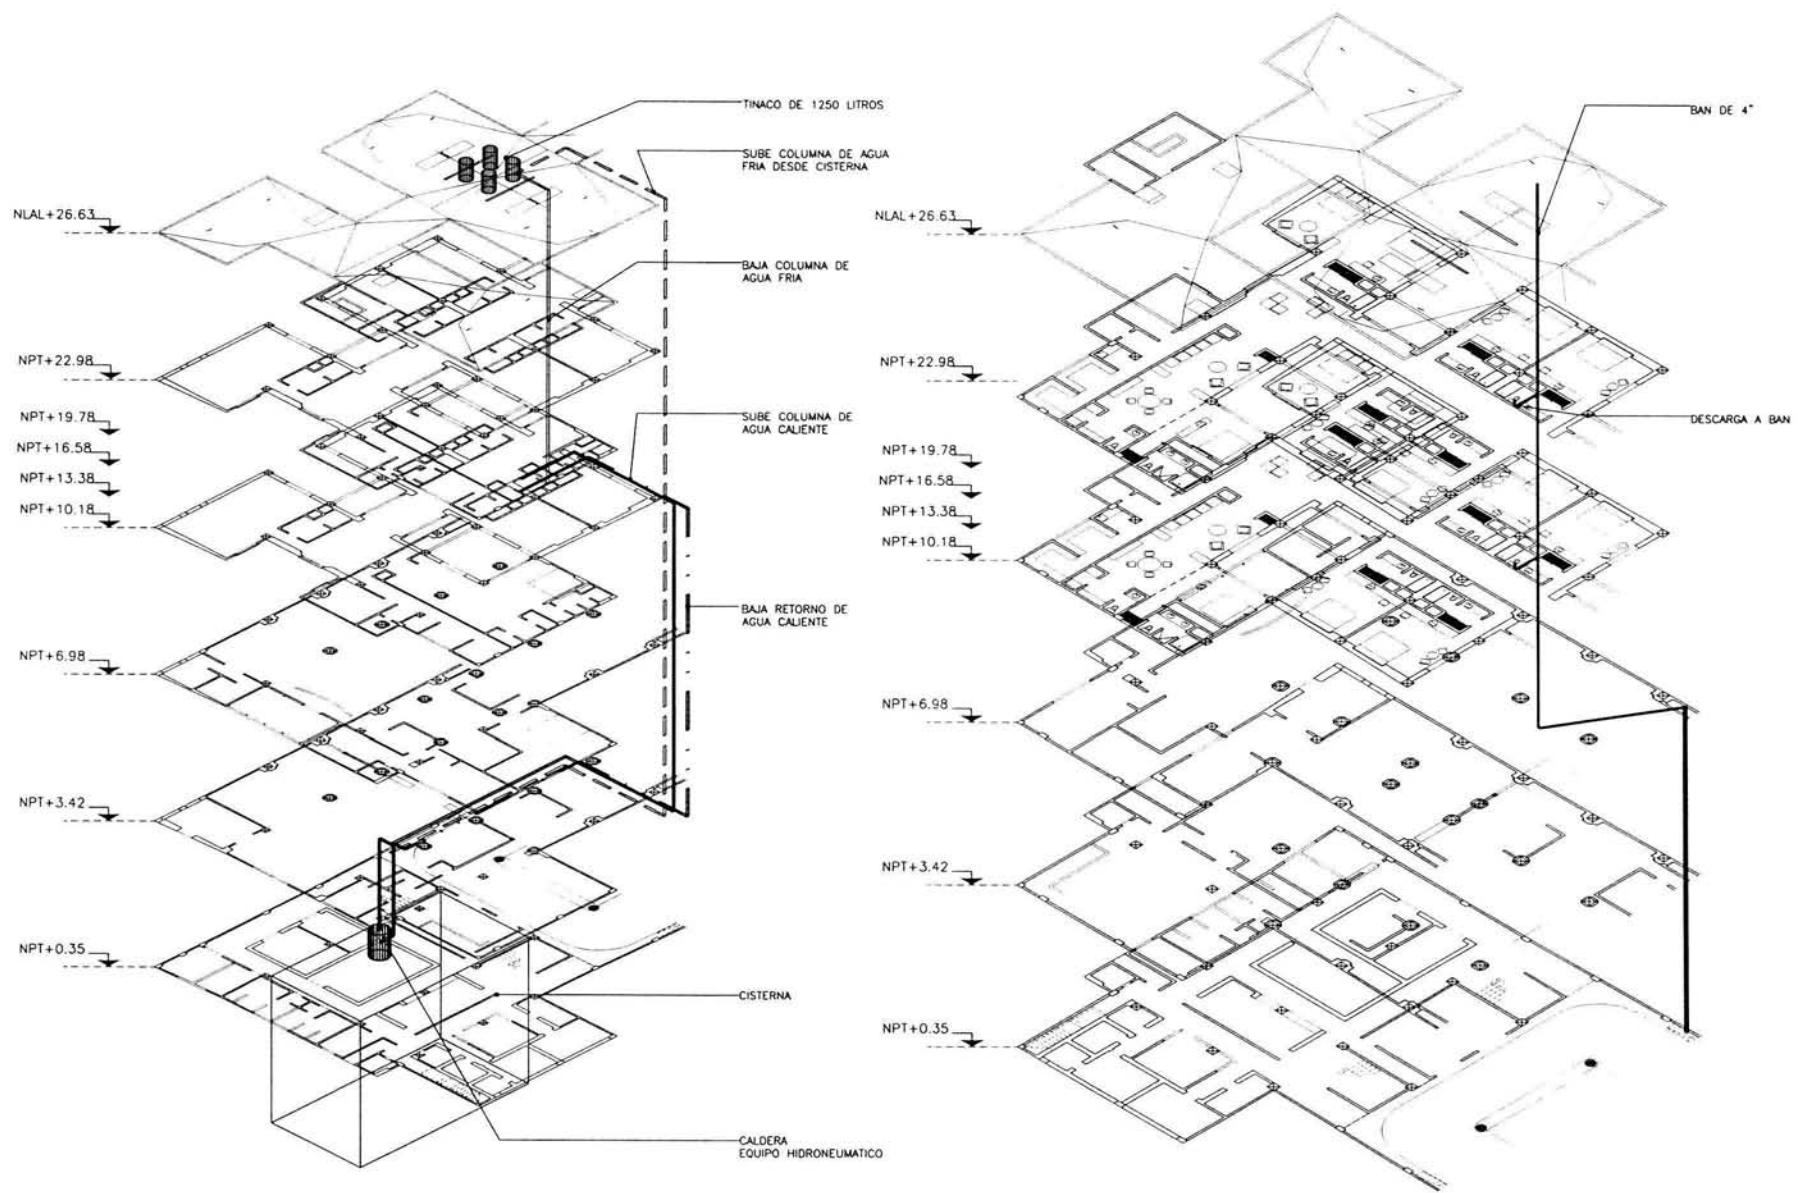 TINACO DE 1250 LITROS
SUBE COLUMNA DE AGUA
FRIA DESDE CISTERNA
NLAL+26.63
BAJA COLUMNA DE
AGUA FRIA
NPT+22.98
NPT+19.78
NPT+16.58
NPT+13.38
NPT+10.18
SUBE COLUMNA DE
AGUA CALIENTE
BAJA RETORNO DE
AGUA CALIENTE
NPT+6.98
NPT+3.42
NPT+0.35
CISTERNA
CALDERA
EQUIPO HIDRONEUMATICO
BAN DE 4"
NLAL+26.63
NPT+22.98
DESCARGA A BAN
NPT+19.78
NPT+16.58
NPT+13.38
NPT+10.18
NPT+6.98
NPT+3.42
NPT+0.35